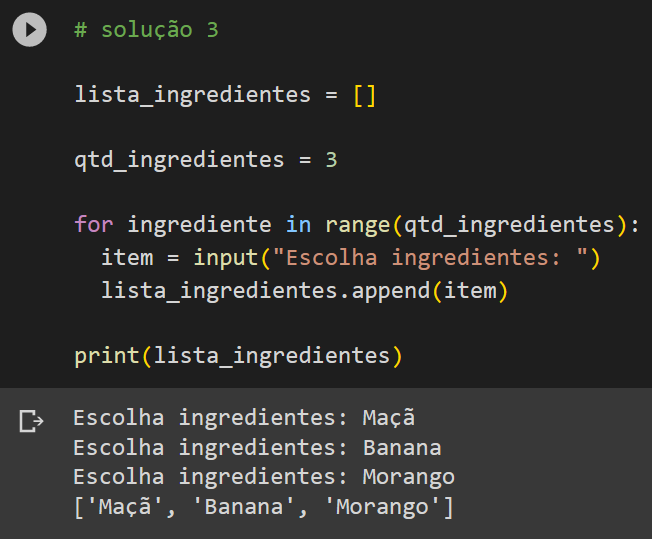 # solução 3
lista_ingredientes = []
qtd_ingredientes = 3
for ingrediente in range(qtd_ingredientes):
  item = input("Escolha ingredientes: ")
  lista_ingredientes.append(item)
print(lista_ingredientes)
Escolha ingredientes: Maçã
Escolha ingredientes: Banana
Escolha ingredientes: Morango
['Maçã', 'Banana', 'Morango']